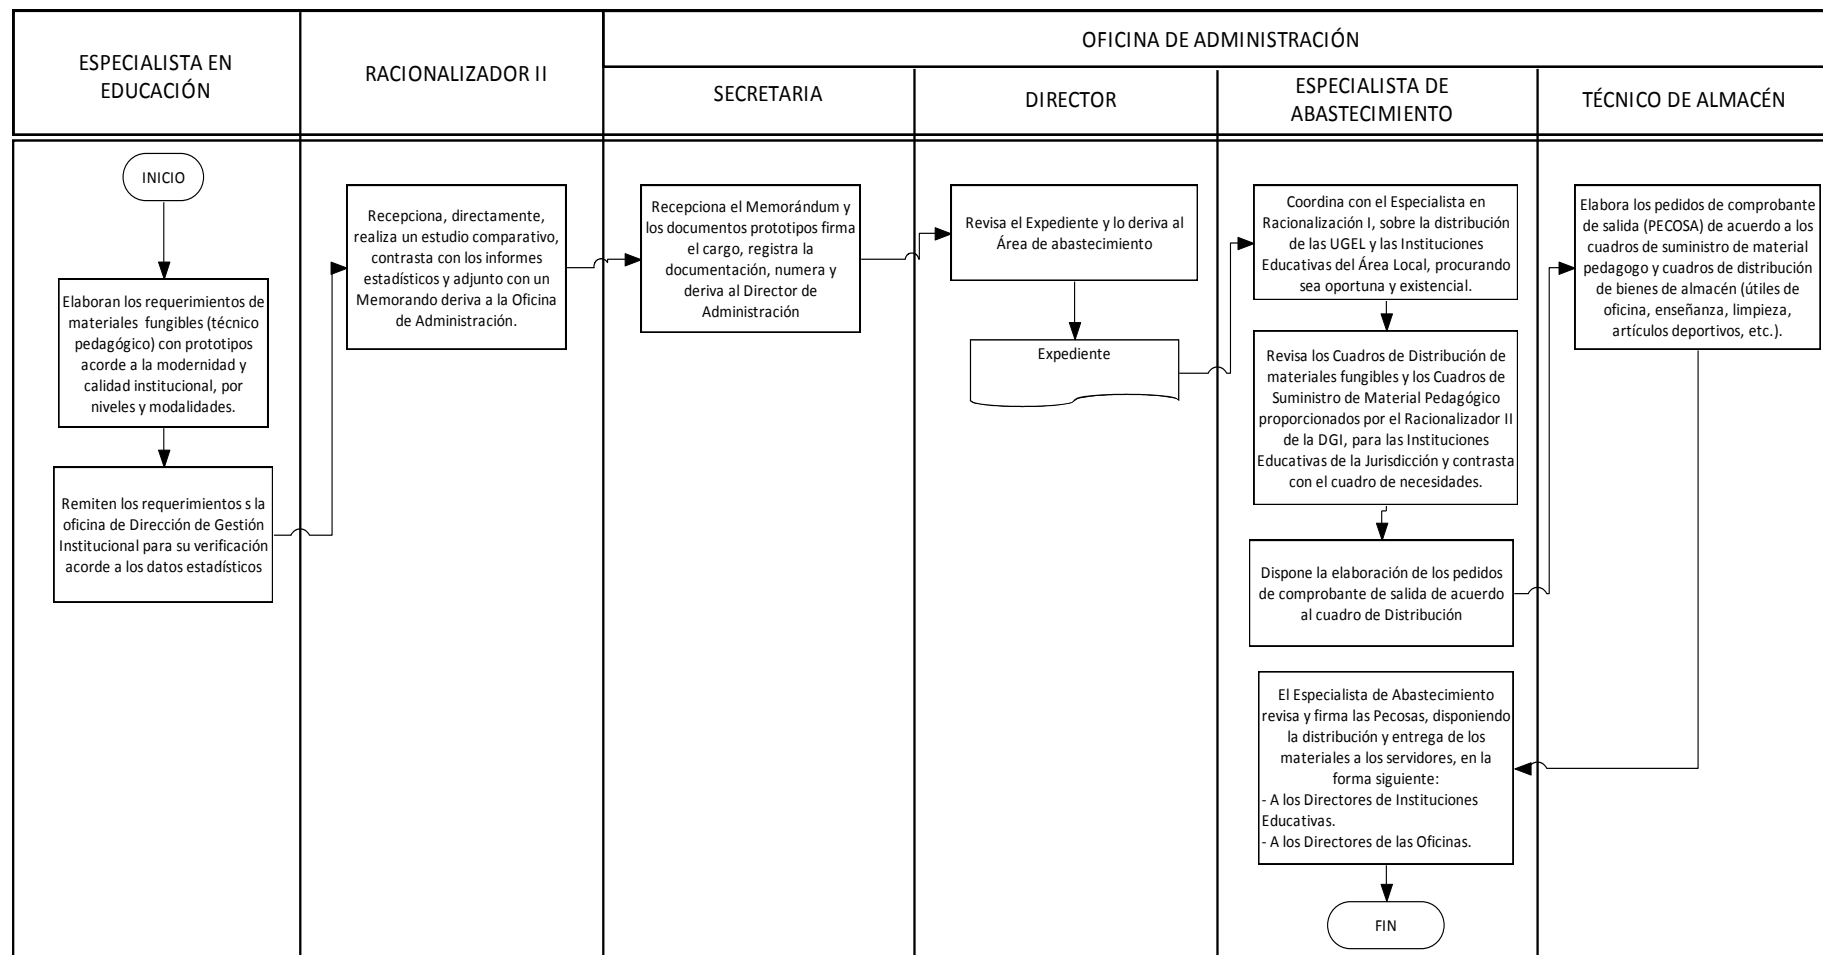 ESPECIALISTA EN
EDUCACIÓN
RACIONALIZADOR II
OFICINA DE ADMINISTRACIÓN
SECRETARIA
DIRECTOR
ESPECIALISTA DE
ABASTECIMIENTO
TÉCNICO DE ALMACÉN
INICIO
Elaboran los requerimientos de
materiales fungibles (técnico
pedagógico) con prototipos
acorde a la modernidad y
calidad institucional, por
niveles y modalidades.
Remiten los requerimientos s la
oficina de Dirección de Gestión
Institucional para su verificación
acorde a los datos estadísticos
Recepciona, directamente,
realiza un estudio comparativo,
contrasta con los informes
estadísticos y adjunto con un
Memorando deriva a la Oficina
de Administración.
Recepciona el Memorándum y
los documentos prototipos firma
el cargo, registra la
documentación, numera y
deriva al Director de
Administración
Revisa el Expediente y lo deriva al
Área de abastecimiento
Expediente
Coordina con el Especialista en
Racionalización I, sobre la distribución
de las UGEL y las Instituciones
Educativas del Área Local, procurando
sea oportuna y existencial.
Revisa los Cuadros de Distribución de
materiales fungibles y los Cuadros de
Suministro de Material Pedagógico
proporcionados por el Racionalizador II
de la DGI, para las Instituciones
Educativas de la Jurisdicción y contrasta
con el cuadro de necesidades.
Dispone la elaboración de los pedidos
de comprobante de salida de acuerdo
al cuadro de Distribución
Elabora los pedidos de comprobante
de salida (PECOSA) de acuerdo a los
cuadros de suministro de material
pedagogo y cuadros de distribución
de bienes de almacén (útiles de
oficina, enseñanza, limpieza,
artículos deportivos, etc.).
El Especialista de Abastecimiento
revisa y firma las Pecosas, disponiendo
la distribución y entrega de los
materiales a los servidores, en la
forma siguiente:
- A los Directores de Instituciones
Educativas.
- A los Directores de las Oficinas.
FIN